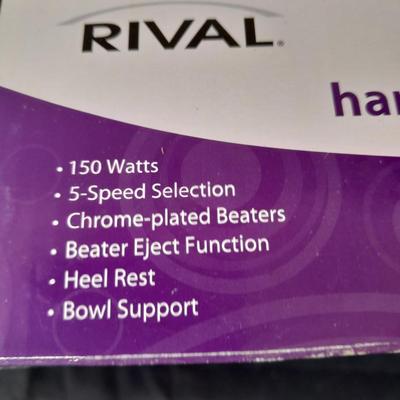 RIVAL®
• 150 Watts
• 5-Speed Selection
• Chrome-plated Beaters
• Beater Eject Function
• Heel Rest
• Bowl Support